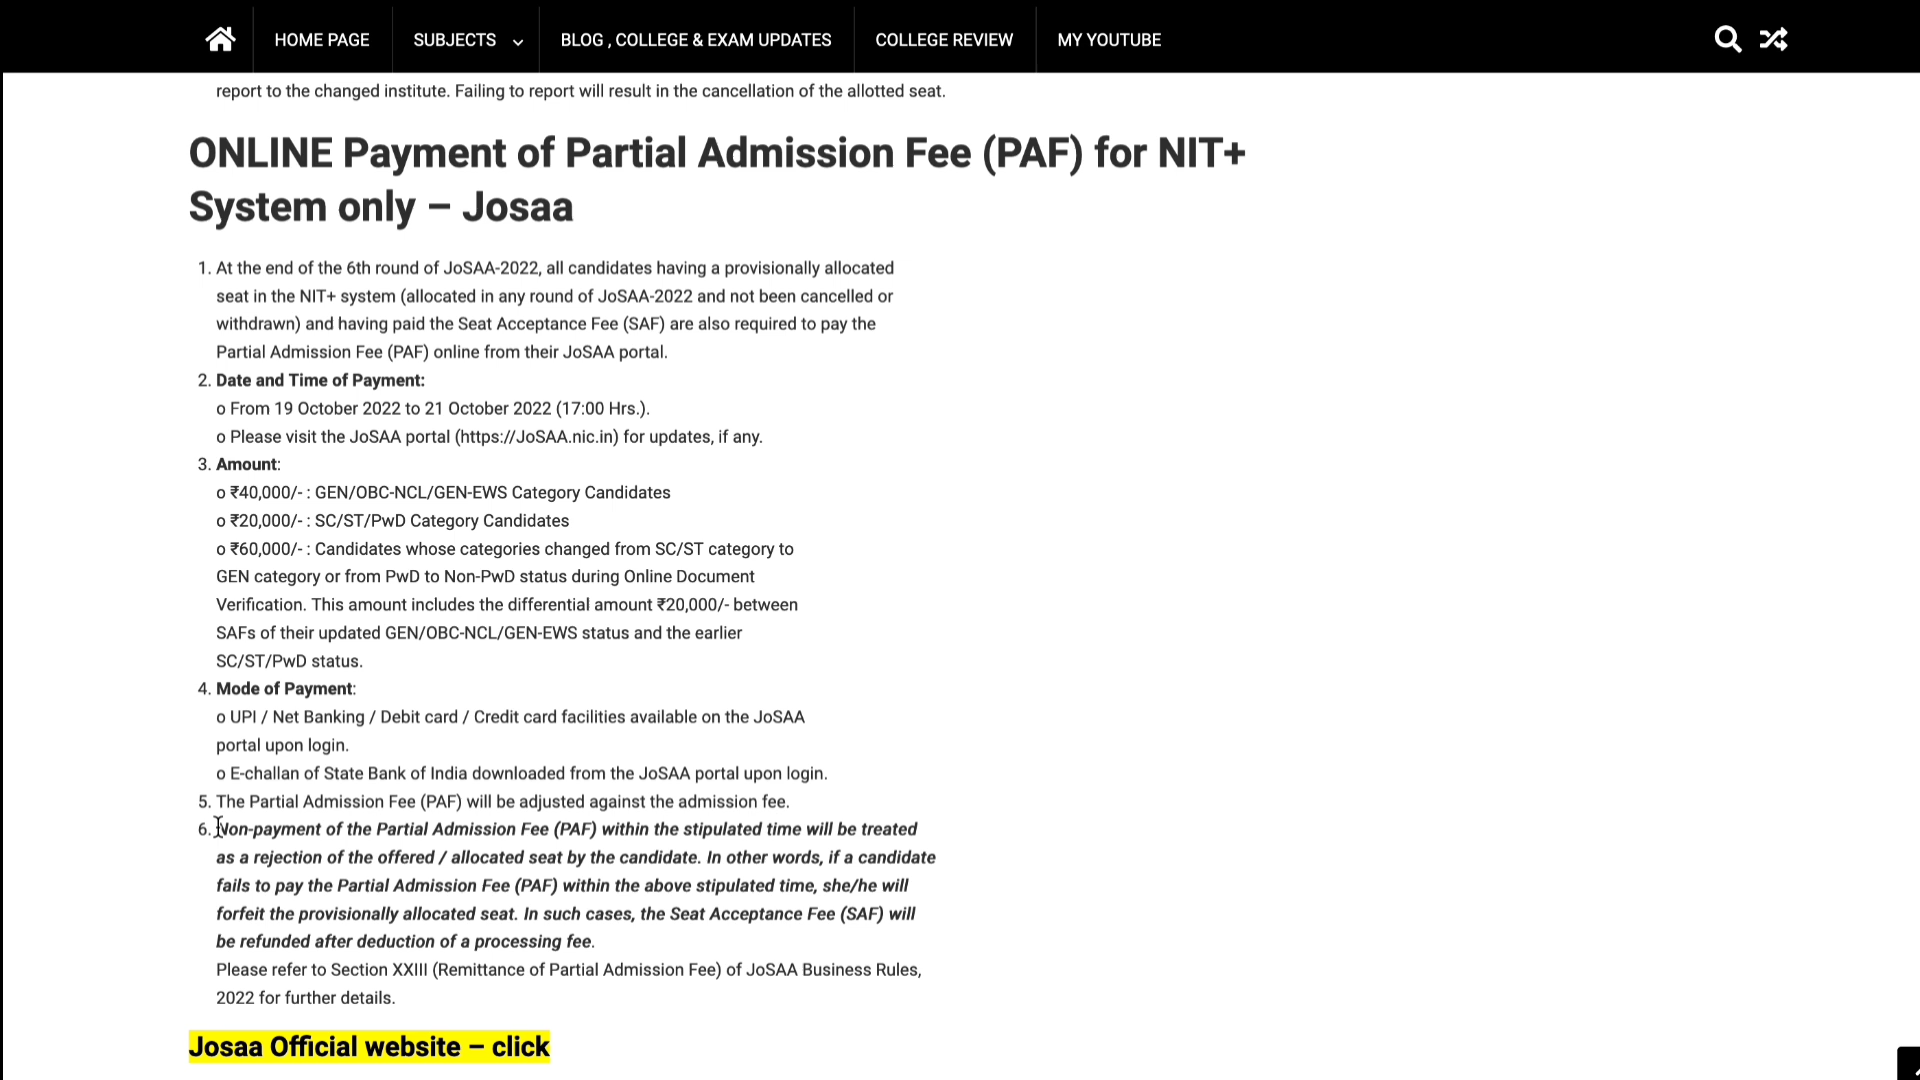 HOME PAGE SUBJECTS BLOG , COLLEGE & EXAM UPDATES COLLEGE REVIEW MY YOUTUBE
report to the changed institute. Failing to report will result in the cancellation of the allotted seat.
ONLINE Payment of Partial Admission Fee (PAF) for NIT+
System only – Josaa
1. At the end of the 6th round of JoSAA-2022, all candidates having a provisionally allocated
seat in the NIT+ system (allocated in any round of JoSAA-2022 and not been cancelled or
withdrawn) and having paid the Seat Acceptance Fee (SAF) are also required to pay the
Partial Admission Fee (PAF) online from their JoSAA portal.
2. Date and Time of Payment:
o From 19 October 2022 to 21 October 2022 (17:00 Hrs.).
o Please visit the JoSAA portal (https://JoSAA.nic.in) for updates, if any.
3. Amount:
o ₹40,000/- : GEN/OBC-NCL/GEN-EWS Category Candidates
o ₹20,000/- : SC/ST/PwD Category Candidates
o ₹60,000/- : Candidates whose categories changed from SC/ST category to
GEN category or from PwD to Non-PwD status during Online Document
Verification. This amount includes the differential amount ₹20,000/- between
SAFs of their updated GEN/OBC-NCL/GEN-EWS status and the earlier
SC/ST/PwD status.
4. Mode of Payment:
o UPI / Net Banking / Debit card / Credit card facilities available on the JoSAA
portal upon login.
o E-challan of State Bank of India downloaded from the JoSAA portal upon login.
5. The Partial Admission Fee (PAF) will be adjusted against the admission fee.
6. Non-payment of the Partial Admission Fee (PAF) within the stipulated time will be treated
as a rejection of the offered / allocated seat by the candidate. In other words, if a candidate
fails to pay the Partial Admission Fee (PAF) within the above stipulated time, she/he will
forfeit the provisionally allocated seat. In such cases, the Seat Acceptance Fee (SAF) will
be refunded after deduction of a processing fee.
Please refer to Section XXIII (Remittance of Partial Admission Fee) of JoSAA Business Rules,
2022 for further details.
Josaa Official website – click